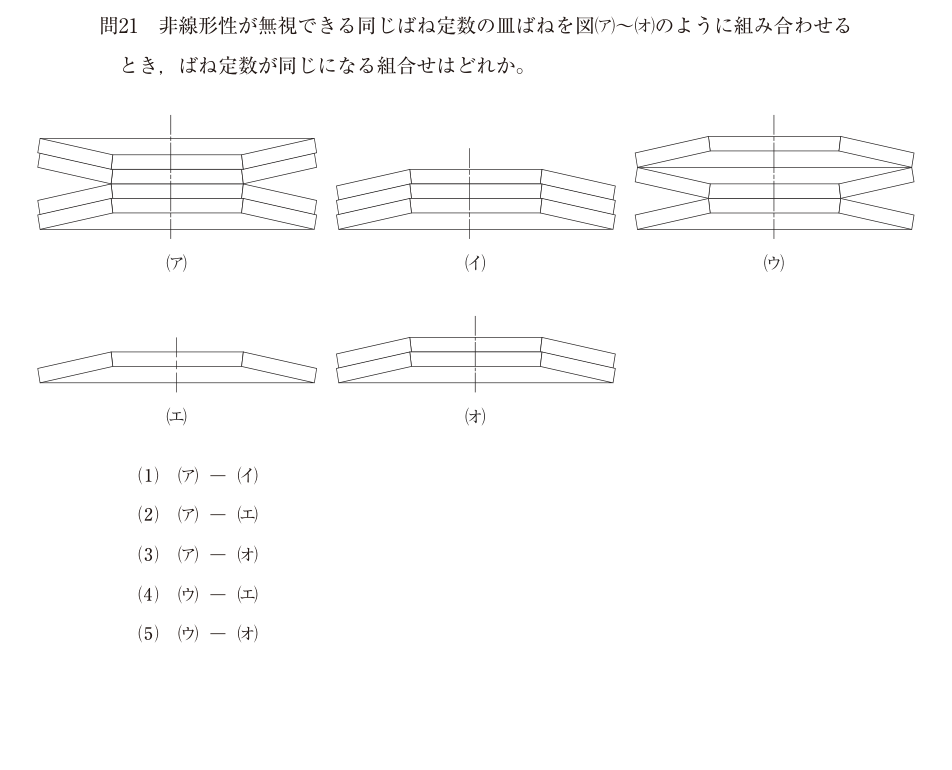 問21 非線形性が無視できる同じばね定数の皿ばねを図㈎～㈔のように組み合わせる
とき，ばね定数が同じになる組合せはどれか。
(ア)
(イ)
(ウ)
(エ)
(オ)
(1) (ア) ― (イ)
(2) (ア) ― (エ)
(3) (ア) ― (オ)
(4) (ウ) ― (エ)
(5) (ウ) ― (オ)